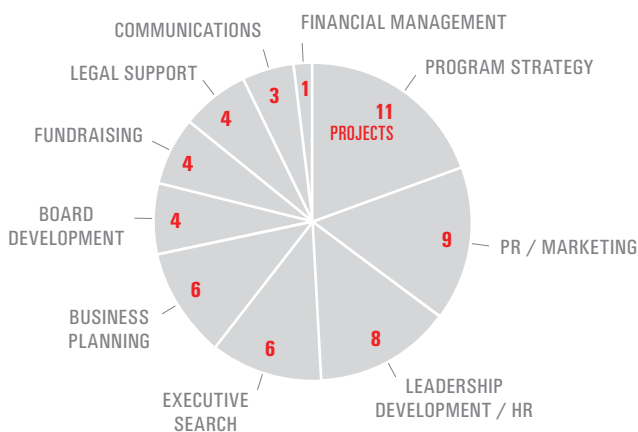 FINANCIAL MANAGEMENT
COMMUNICATIONS
PROGRAM STRATEGY
LEGAL SUPPORT
1
3
11
PROJECTS
4
FUNDRAISING
4
BOARD
DEVELOPMENT
4
9
PR / MARKETING
6
BUSINESS
PLANNING
6
8
EXECUTIVE
SEARCH
LEADERSHIP
DEVELOPMENT / HR